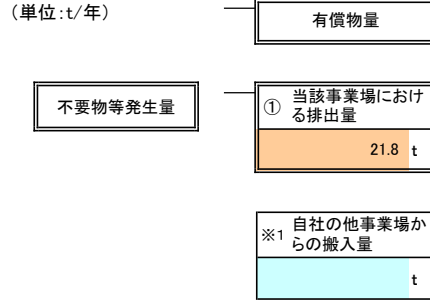 （単位:t/年）
有償物量
不要物等発生量
① 当該事業場におけ
る排出量
21.8 t
※1 自社の他事業場か
らの搬入量
t